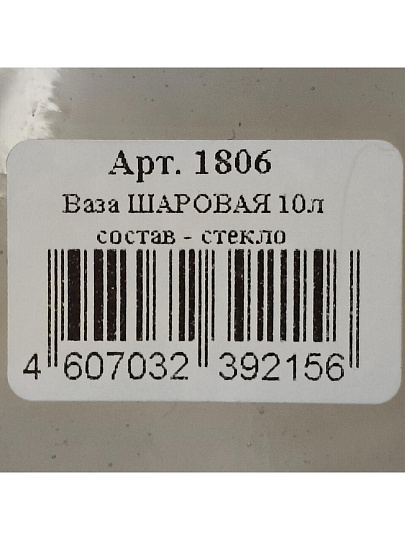 Арт. 1806
Ваза ШАРОВАЯ 10л
состав - стекло
4 607032 392156